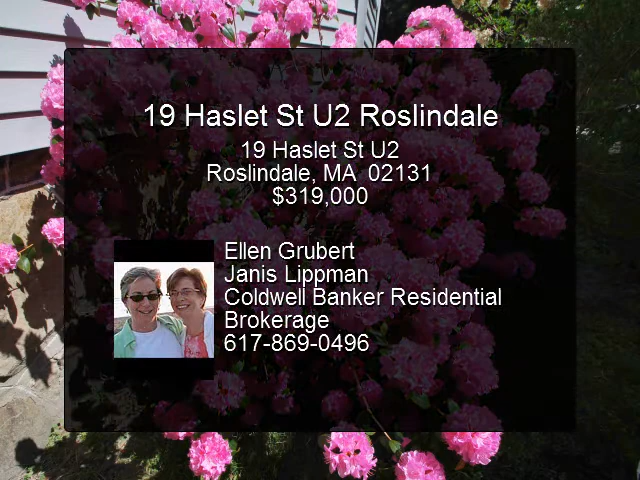 19 Haslet St U2 Roslindale
19 Haslet St U2
Roslindale, MA 02131
$319,000
Ellen Grubert
Janis Lippman
Coldwell Banker Residential
Brokerage
617-869-0496